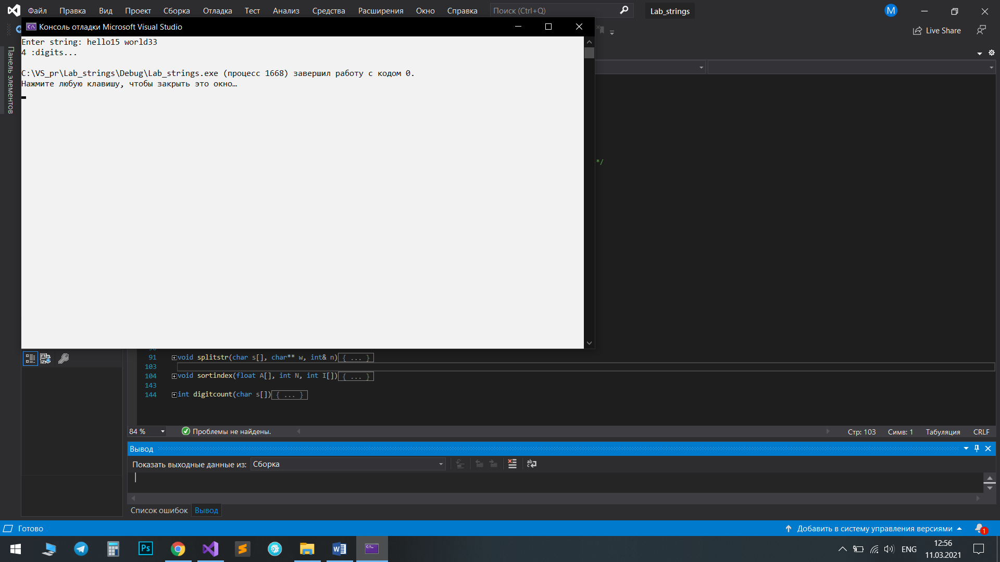 Файл Правка Вид Проект Сборка Отладка Тест Анализ Средства Расширения Окно Справка Поиск (Ctrl+Q) Lab_strings M
Консоль отладки Microsoft Visual Studio
Live Share
Панель элементов
Enter string: hello15 world33
4 :digits...
C:\VS_pr\Lab_strings\Debug\Lab_strings.exe (процесс 1668) завершил работу с кодом 0.
Нажмите любую клавишу, чтобы закрыть это окно…
*/
91 void splitstr(char s[], char** w, int& n){ ... }
103
104 void sortindex(float A[], int N, int I[]){ ... }
143
144 int digitcount(char s[]){ ... }
84 % Проблемы не найдены. Стр: 103 Симв: 1 Табуляция CRLF
Вывод
Показать выходные данные из: Сборка
Список ошибок Вывод
Готово Добавить в систему управления версиями 1
Ps ENG 12:56
11.03.2021